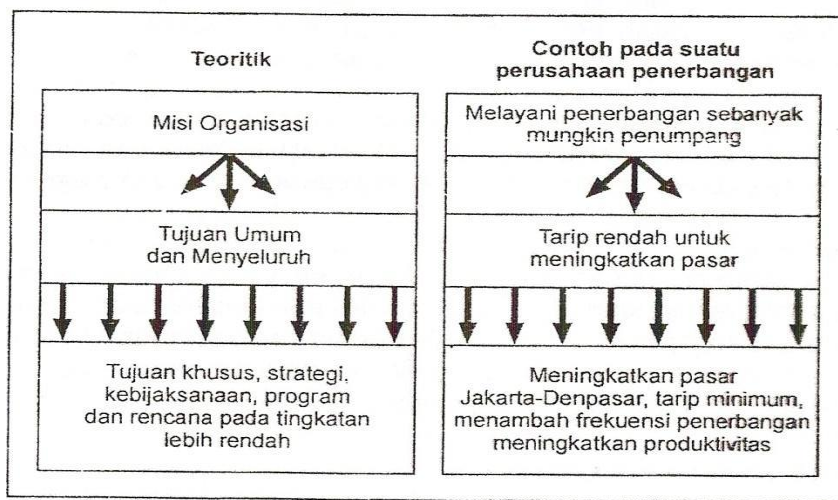 Teoritik
Misi Organisasi
Tujuan Umum
dan Menyeluruh
Tujuan khusus, strategi,
kebijaksanaan, program
dan rencana pada tingkatan
lebih rendah
Contoh pada suatu
perusahaan penerbangan
Melayani penerbangan sebanyak
mungkin penumpang
Tarip rendah untuk
meningkatkan pasar
Meningkatkan pasar
Jakarta-Denpasar, tarip minimum,
menambah frekuensi penerbangan
meningkatkan produktivitas